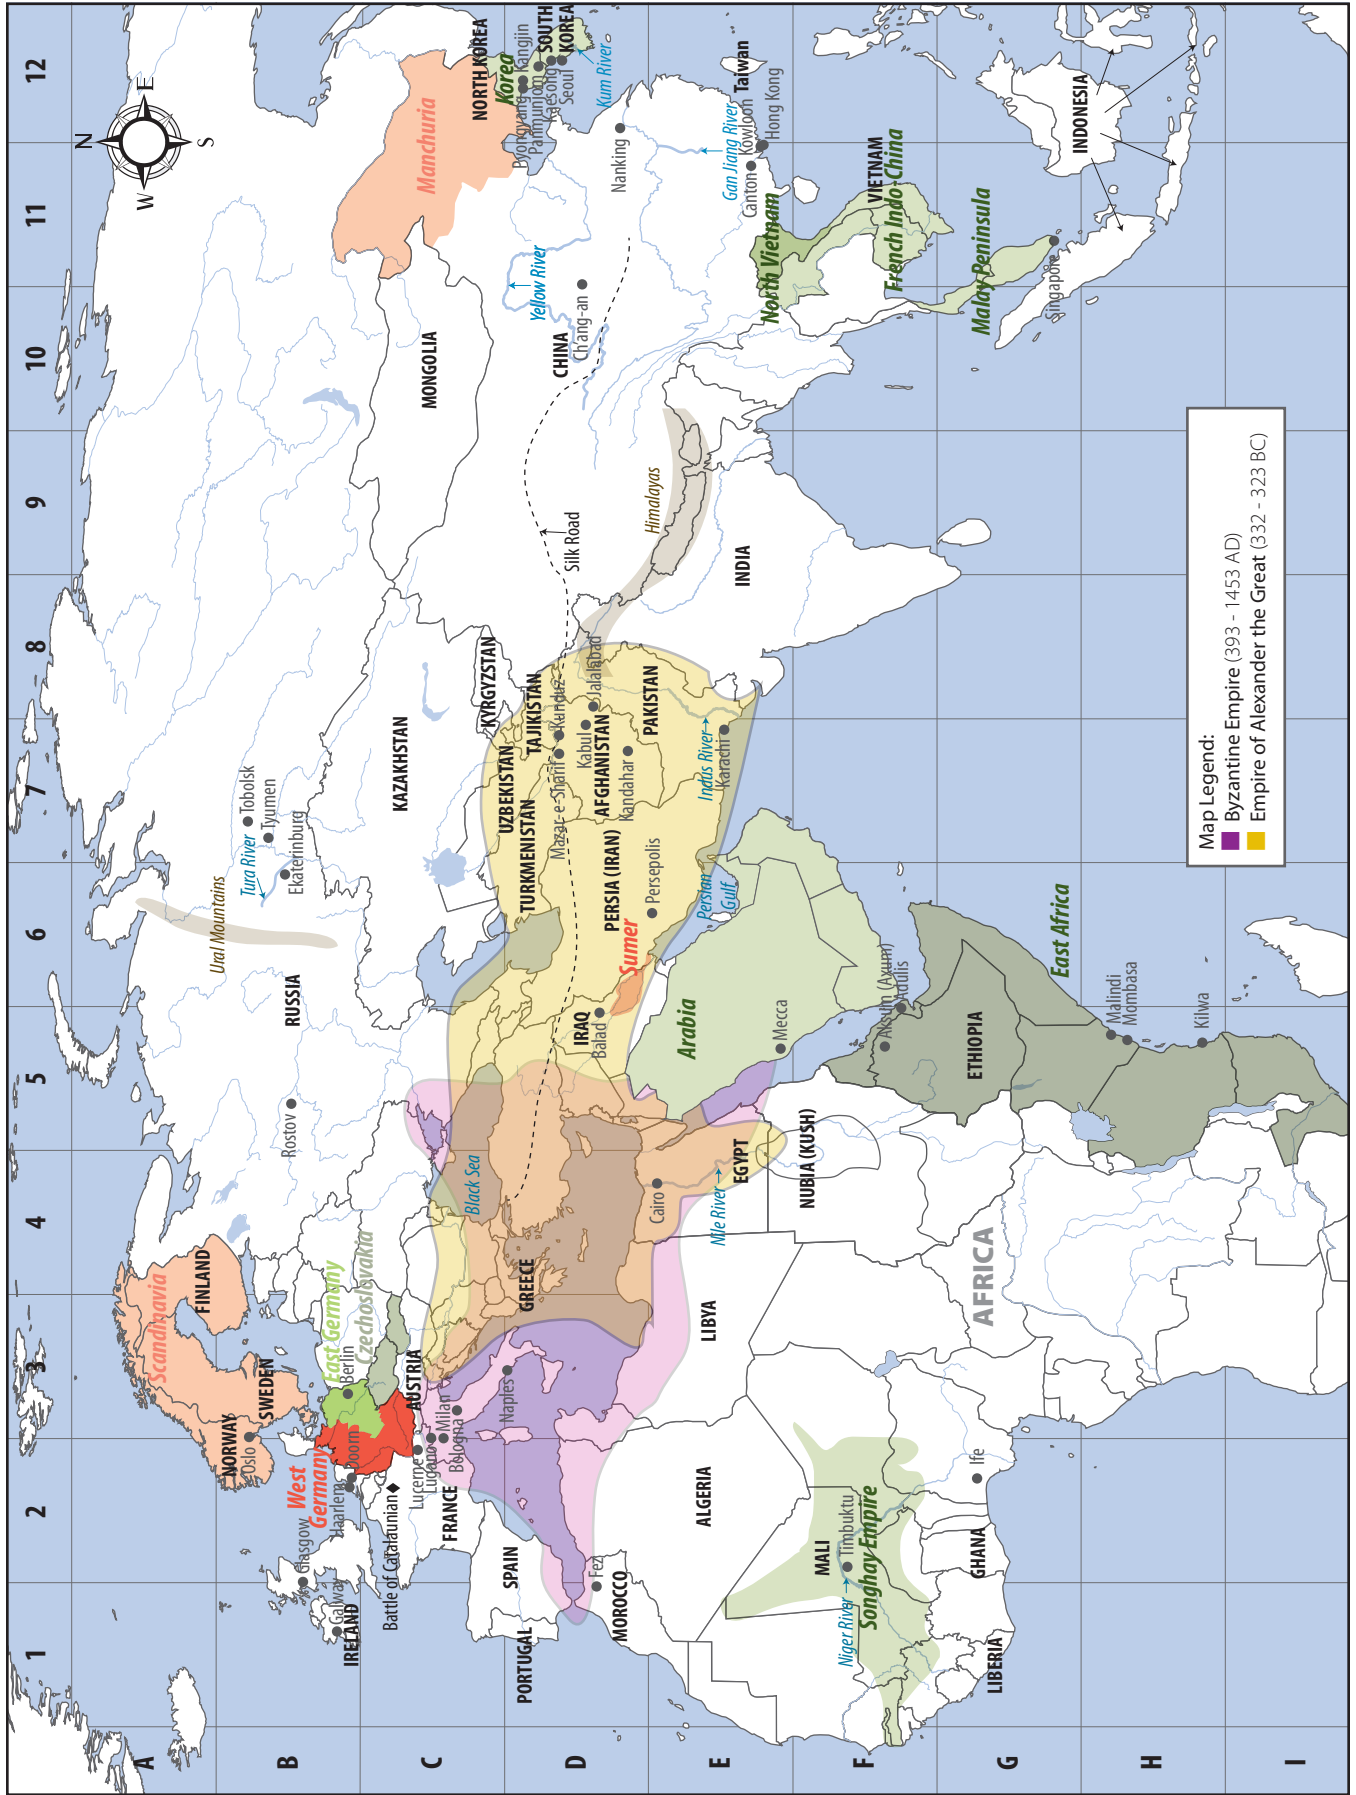 1
2
3
4
5
6
7
8
9
10
11
12
A
B
C
D
E
F
G
H
I
N
E
S
W
Scandinavia
FINLAND
NORWAY
SWEDEN
Oslo
West
Germany
East Germany
Berlin
Czechoslovakia
Doorn
Haarlem
Glasgow
Galway
IRELAND
Battle of Catalaunian
AUSTRIA
Lucerne
Lugano
Milan
Bologna
FRANCE
Naples
SPAIN
PORTUGAL
Fez
MOROCCO
GREECE
Black Sea
RUSSIA
Rostov
Ural Mountains
Tura River
Tobolsk
Tyumen
Ekaterinburg
KAZAKHSTAN
KYRGYZSTAN
UZBEKISTAN
TAJIKISTAN
TURKMENISTAN
Mazar-e-Sharif
Kunduz
Kabul
Jalalabad
AFGHANISTAN
Kandahar
PAKISTAN
Indus River
Karachi
PERSIA (IRAN)
Persepolis
Sumer
IRAQ
Balad
Persian
Gulf
Arabia
Mecca
Cairo
Nile River
EGYPT
NUBIA (KUSH)
LIBYA
ALGERIA
MALI
Timbuktu
Niger River
Songhay Empire
GHANA
LIBERIA
Ife
AFRICA
Aksum (Axum)
Adulis
ETHIOPIA
East Africa
Malindi
Mombasa
Kilwa
MONGOLIA
Manchuria
NORTH KOREA
Korea
SOUTH
KOREA
Pyongyang
Kangjin
Panmunjom
Kaesong
Seoul
Kum River
Yellow River
CHINA
Ch'ang-an
Silk Road
Himalayas
INDIA
Nanking
Gan Jiang River
Canton
Kowloon
Hong Kong
Taiwan
North Vietnam
VIETNAM
French Indo-China
Malay Peninsula
Singapore
INDONESIA
Map Legend:
Byzantine Empire (393 - 1453 AD)
Empire of Alexander the Great (332 - 323 BC)